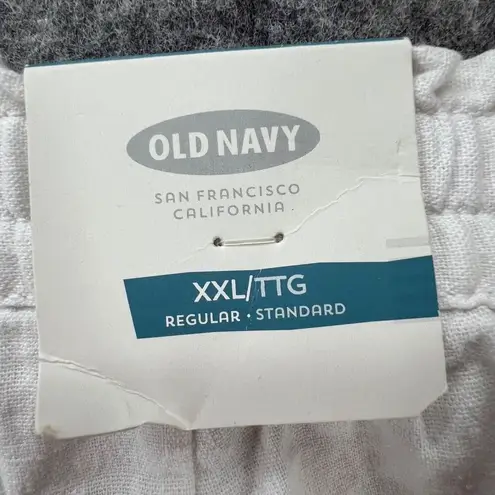 OLD NAVY
SAN FRANCISCO
CALIFORNIA
XXL/TTG
REGULAR • STANDARD